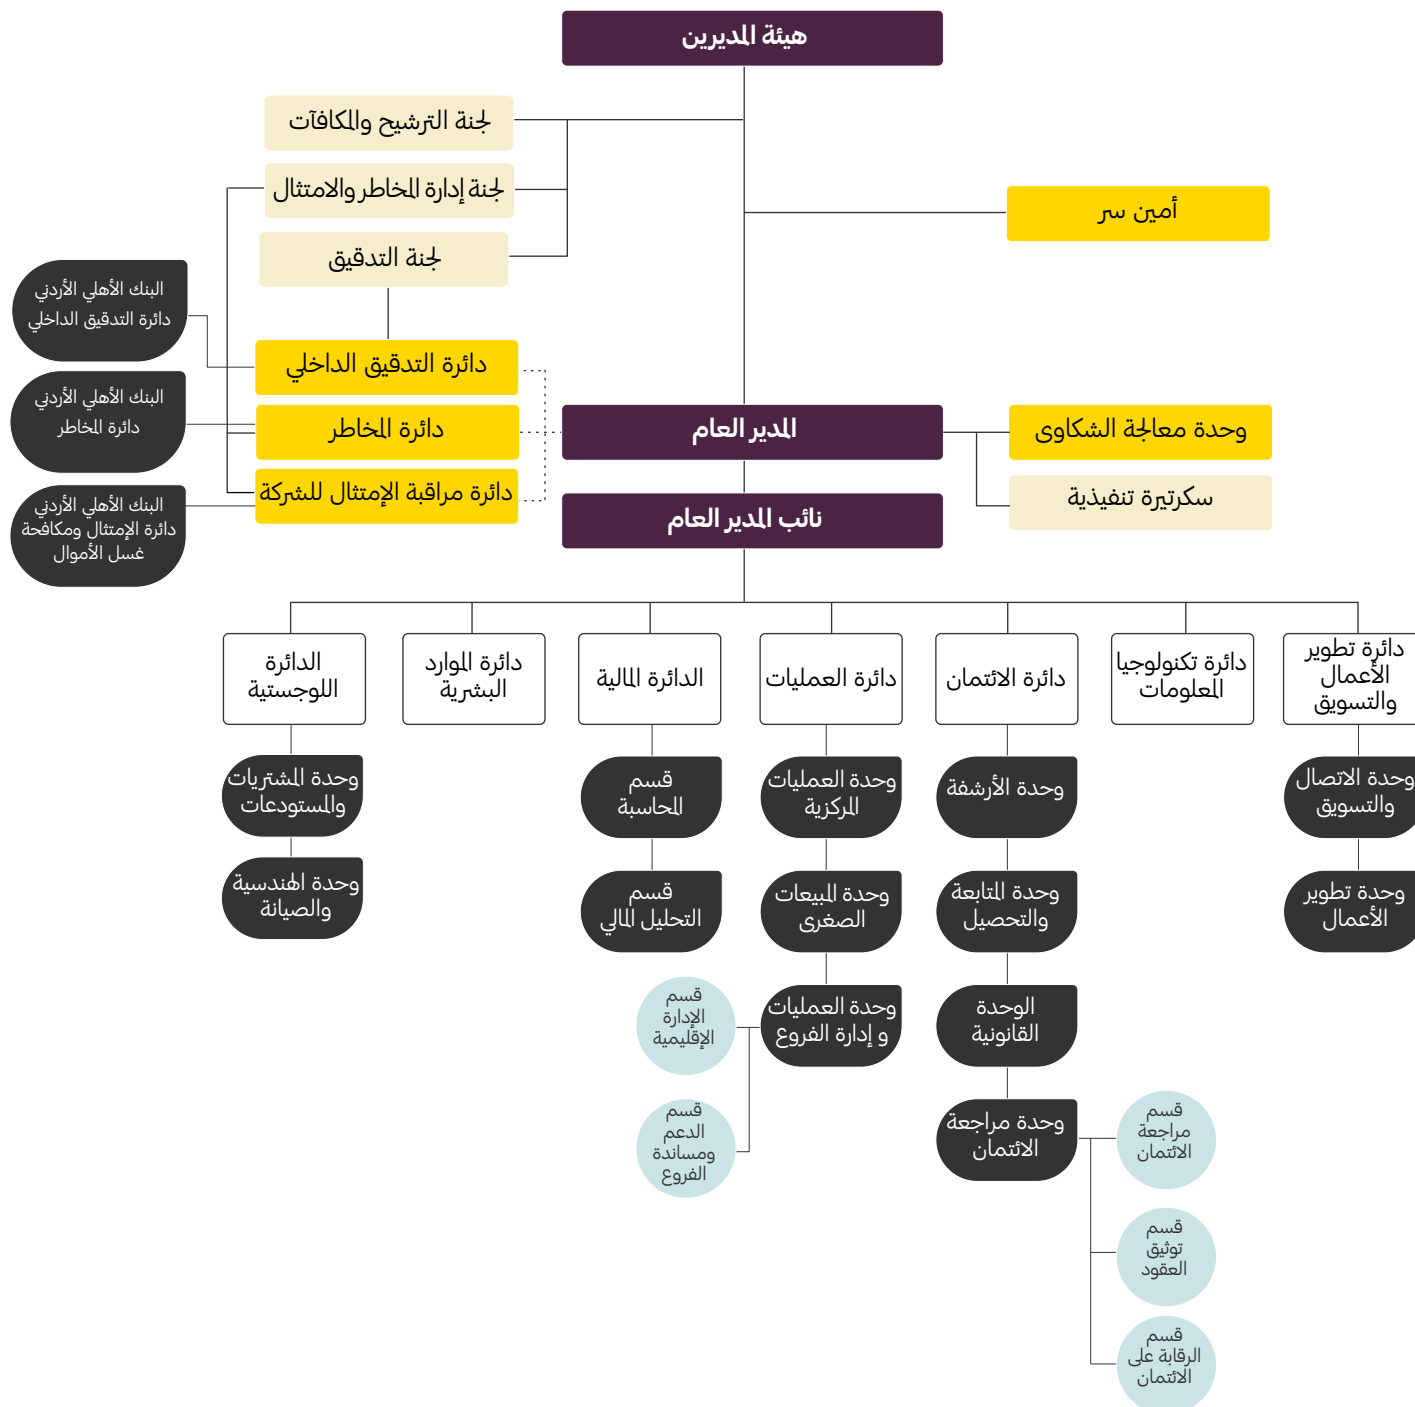 هيئة المديرين
لجنة الترشيح والمكافآت
لجنة إدارة المخاطر والامتثال
أمين سر
لجنة التدقيق
البنك الأهلي الأردني
دائرة التدقيق الداخلي
دائرة التدقيق الداخلي
البنك الأهلي الأردني
دائرة المخاطر
دائرة المخاطر
المدير العام
وحدة معالجة الشكاوى
دائرة مراقبة الإمتثال للشركة
سكرتيرة تنفيذية
البنك الأهلي الأردني
دائرة الإمتثال ومكافحة
غسل الأموال
نائب المدير العام
دائرة تطوير
الأعمال
والتسويق
دائرة تكنولوجيا
المعلومات
دائرة الائتمان
دائرة العمليات
الدائرة المالية
دائرة الموارد
البشرية
الدائرة
اللوجستية
وحدة الاتصال
والتسويق
وحدة الأرشفة
وحدة العمليات
المركزية
قسم
المحاسبة
وحدة المشتريات
والمستودعات
وحدة تطوير
الأعمال
وحدة المتابعة
والتحصيل
وحدة المبيعات
الصغرى
قسم
التحليل المالي
وحدة الهندسية
والصيانة
الوحدة
القانونية
وحدة العمليات
و إدارة الفروع
قسم
الإدارة
الإقليمية
قسم
مراجعة
الائتمان
وحدة مراجعة
الائتمان
قسم
الدعم
ومساندة
الفروع
قسم
توثيق
العقود
قسم
الرقابة على
الائتمان